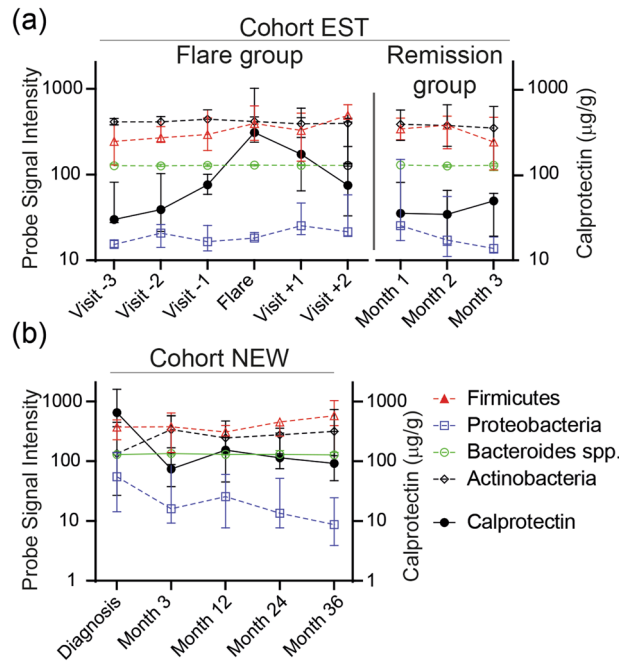 (a)
Cohort EST
Flare group
Remission
group
Probe Signal Intensity
1000
100
10
1000
100
10
Calprotectin (µg/g)
Visit -3
Visit -2
Visit -1
Flare
Visit +1
Visit +2
Month 1
Month 2
Month 3
(b)
Cohort NEW
Probe Signal Intensity
1000
100
10
1
1000
100
10
1
Calprotectin (µg/g)
Diagnosis
Month 3
Month 12
Month 24
Month 36
Firmicutes
Proteobacteria
Bacteroides spp.
Actinobacteria
Calprotectin